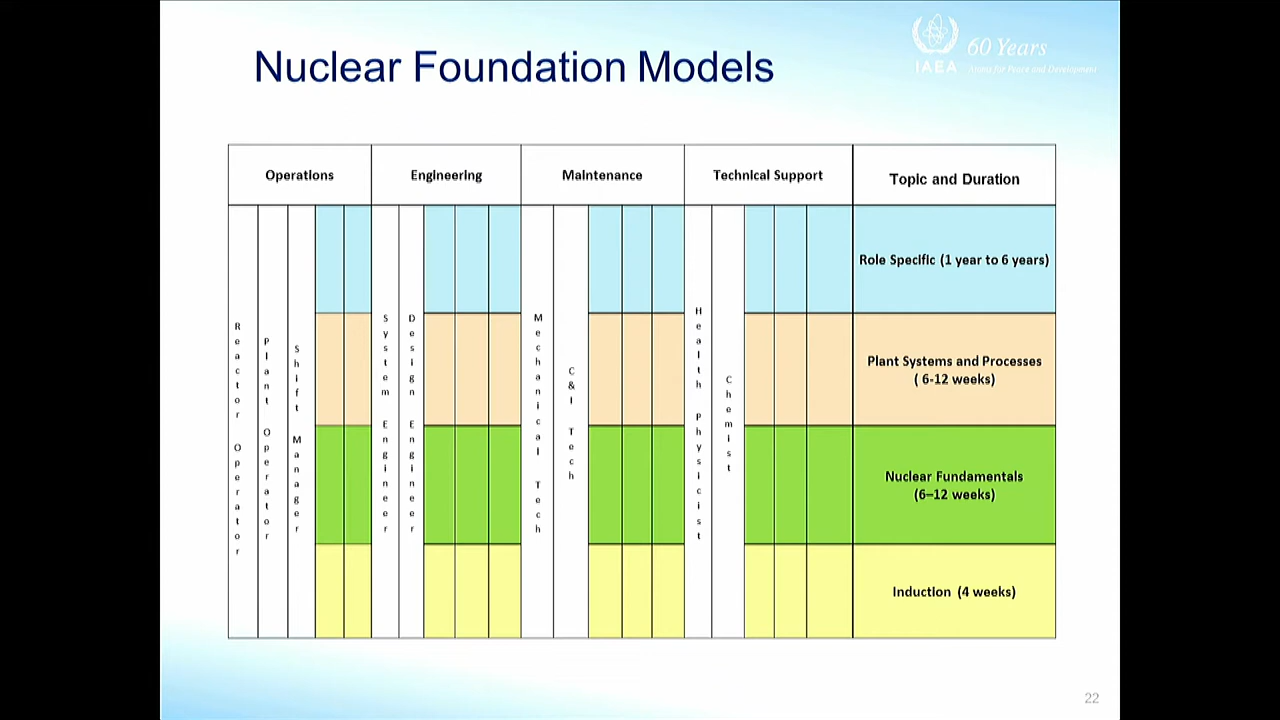 Nuclear Foundation Models
IAEA
60 Years
Atoms for Peace and Development
Operations
Engineering
Maintenance
Technical Support
Topic and Duration
Reactor Operator
Plant Operator
Shift Manager
System Engineer
Design Engineer
Mechanical Tech
C&I Tech
Health Physicist
Chemist
Role Specific (1 year to 6 years)
Plant Systems and Processes
( 6-12 weeks)
Nuclear Fundamentals
(6–12 weeks)
Induction (4 weeks)
22